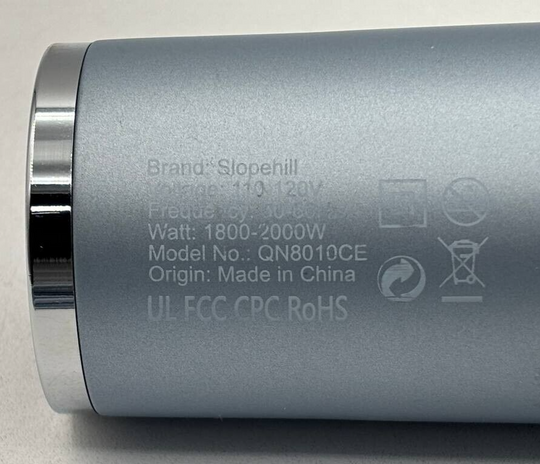 Brand: Slopehill
Voltage: 110-120V
Frequency:
Watt: 1800-2000W
Model No.: QN8010CE
Origin: Made in China
UL FCC CPC RoHS